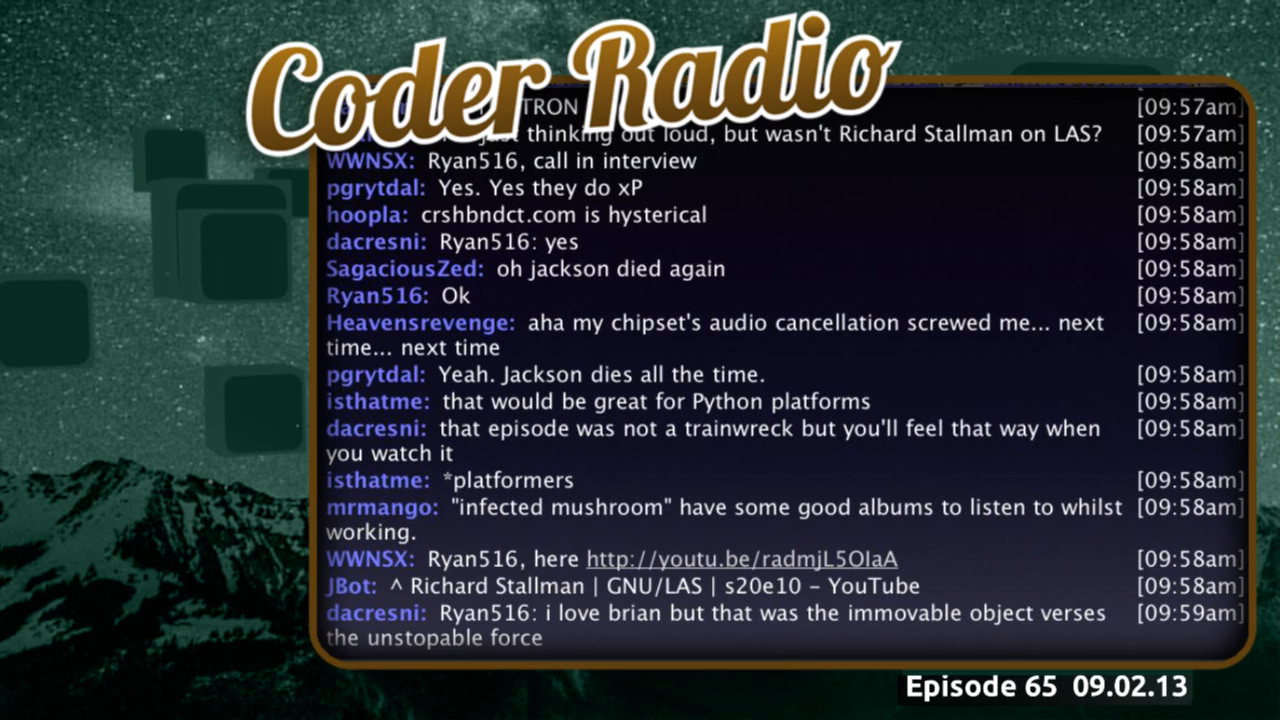 Coder Radio
TRON [09:57am]
just thinking out loud, but wasn't Richard Stallman on LAS? [09:57am]
WWNSX: Ryan516, call in interview [09:58am]
pgrytdal: Yes. Yes they do xP [09:58am]
hoopla: crshbndct.com is hysterical [09:58am]
dacresni: Ryan516: yes [09:58am]
SagaciousZed: oh jackson died again [09:58am]
Ryan516: Ok [09:58am]
Heavensrevenge: aha my chipset's audio cancellation screwed me... next [09:58am]
time... next time
pgrytdal: Yeah. Jackson dies all the time. [09:58am]
isthatme: that would be great for Python platforms [09:58am]
dacresni: that episode was not a trainwreck but you'll feel that way when [09:58am]
you watch it
isthatme: *platformers [09:58am]
mrmango: "infected mushroom" have some good albums to listen to whilst [09:58am]
working.
WWNSX: Ryan516, here http://youtu.be/radmjL5OIaA [09:58am]
JBot: ^ Richard Stallman | GNU/LAS | s20e10 – YouTube [09:58am]
dacresni: Ryan516: i love brian but that was the immovable object verses [09:59am]
the unstopable force
Episode 65 09.02.13